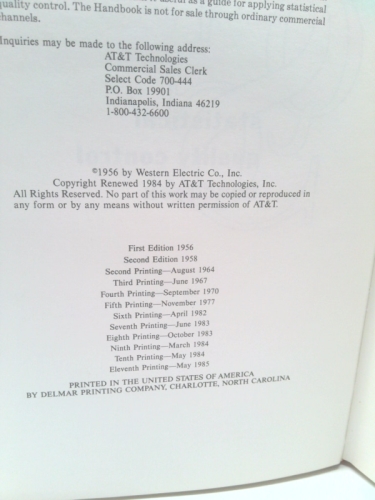 as a guide for applying statistical
quality control. The Handbook is not for sale through ordinary commercial
channels.
Inquiries may be made to the following address:
AT&T Technologies
Commercial Sales Clerk
Select Code 700-444
P.O. Box 19901
Indianapolis, Indiana 46219
1-800-432-6600
©1956 by Western Electric Co., Inc.
Copyright Renewed 1984 by AT&T Technologies, Inc.
All Rights Reserved. No part of this work may be copied or reproduced in
any form or by any means without written permission of AT&T.
First Edition 1956
Second Edition 1958
Second Printing—August 1964
Third Printing—June 1967
Fourth Printing—September 1970
Fifth Printing—November 1977
Sixth Printing—April 1982
Seventh Printing—June 1983
Eighth Printing—October 1983
Ninth Printing—March 1984
Tenth Printing—May 1984
Eleventh Printing—May 1985
PRINTED IN THE UNITED STATES OF AMERICA
BY DELMAR PRINTING COMPANY, CHARLOTTE, NORTH CAROLINA